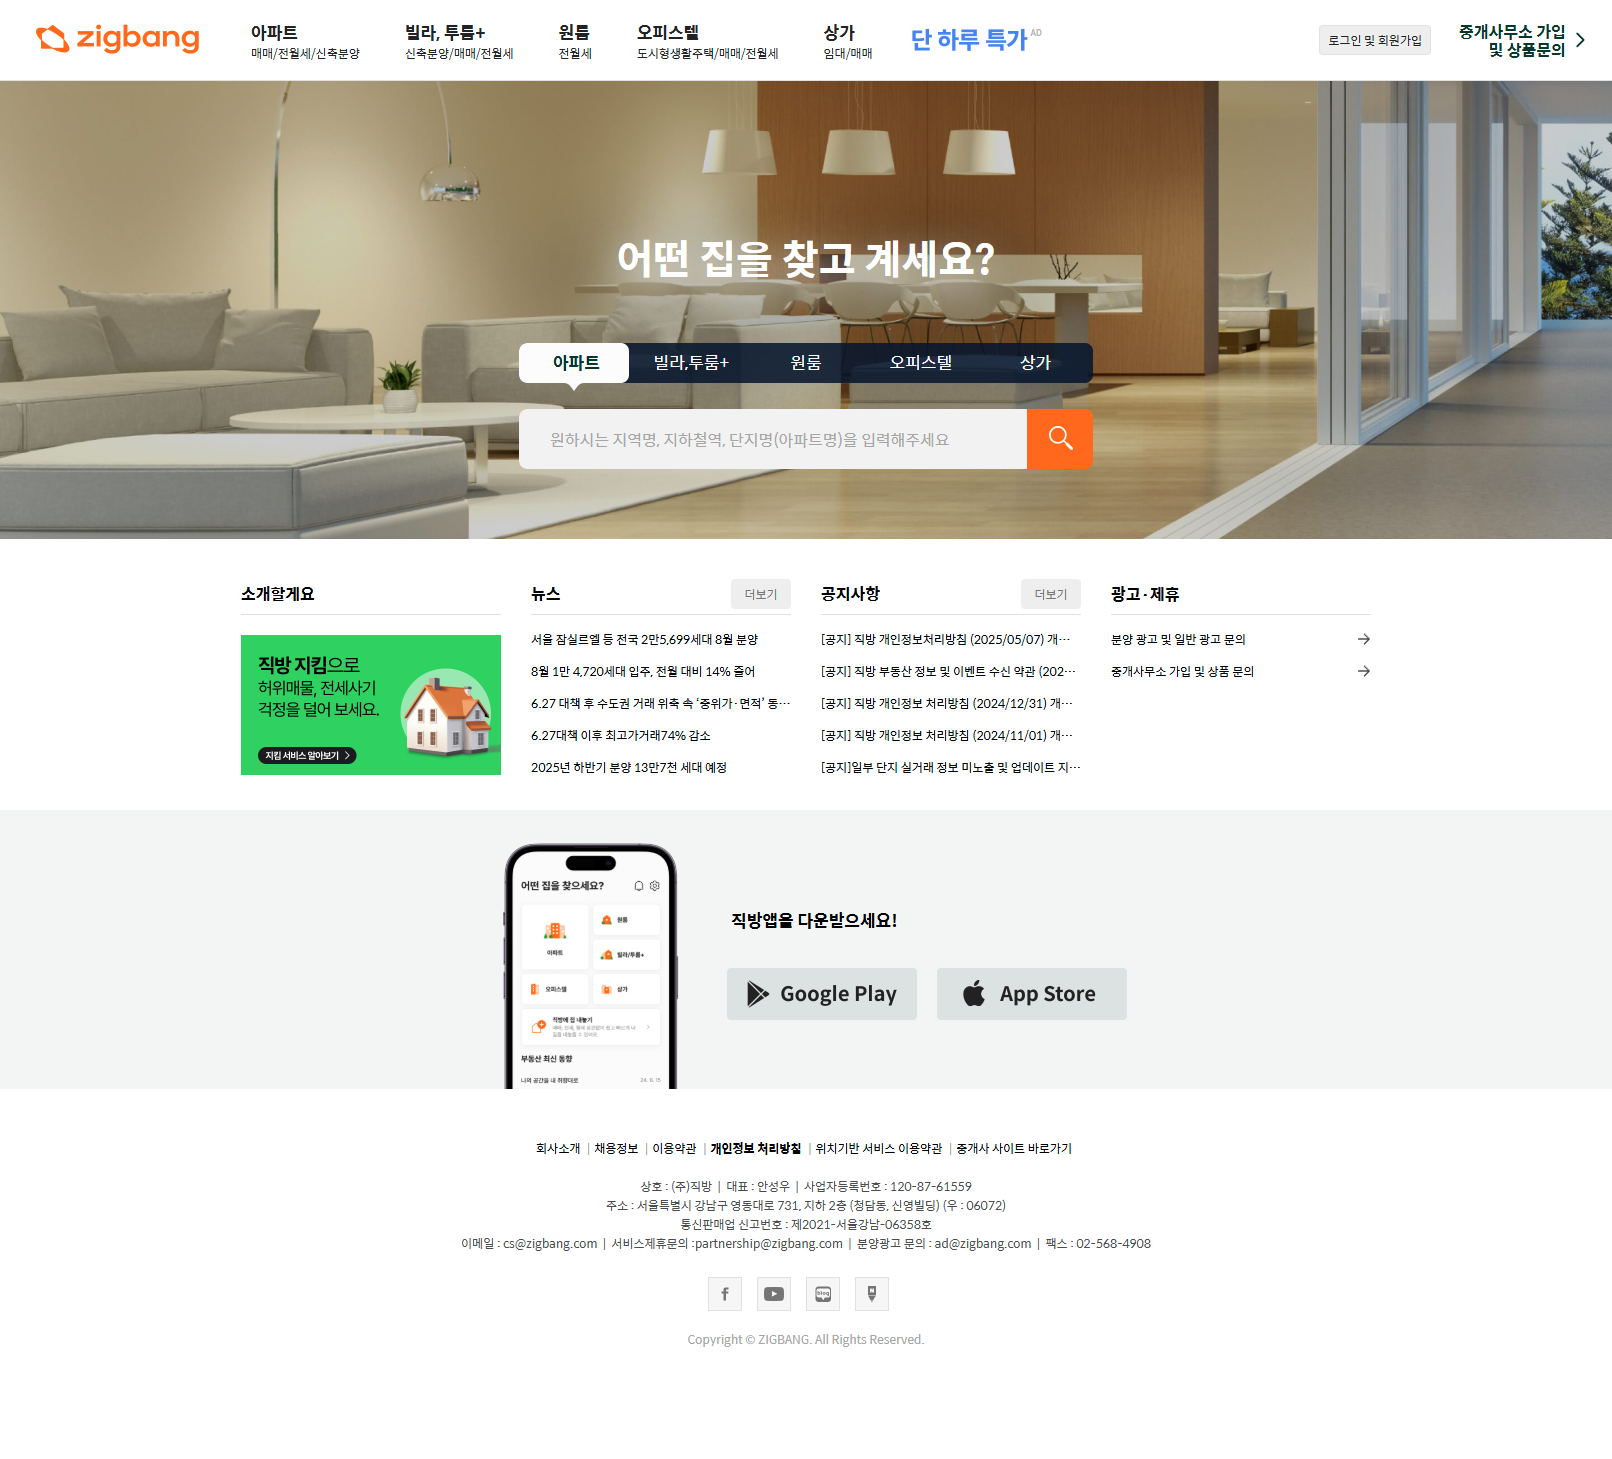 zigbang
아파트
매매/전월세/신축분양
빌라, 투룸+
신축분양/매매/전월세
원룸
전월세
오피스텔
도시형생활주택/매매/전월세
상가
임대/매매
단 하루 특가 AD
로그인 및 회원가입
중개사무소 가입
및 상품문의
어떤 집을 찾고 계세요?
아파트 빌라,투룸+ 원룸 오피스텔 상가
원하시는 지역명, 지하철역, 단지명(아파트명)을 입력해주세요
소개할게요
직방 지킴으로
허위매물, 전세사기
걱정을 덜어 보세요.
지킴 서비스 알아보기
뉴스 더보기
서울 잠실르엘 등 전국 2만5,699세대 8월 분양
8월 1만 4,720세대 입주, 전월 대비 14% 줄어
6.27 대책 후 수도권 거래 위축 속 ‘중위가·면적’ 동…
6.27대책 이후 최고가거래74% 감소
2025년 하반기 분양 13만7천 세대 예정
공지사항 더보기
[공지] 직방 개인정보처리방침 (2025/05/07) 개…
[공지] 직방 부동산 정보 및 이벤트 수신 약관 (202…
[공지] 직방 개인정보 처리방침 (2024/12/31) 개…
[공지] 직방 개인정보 처리방침 (2024/11/01) 개…
[공지]일부 단지 실거래 정보 미노출 및 업데이트 지…
광고·제휴
분양 광고 및 일반 광고 문의
중개사무소 가입 및 상품 문의
어떤 집을 찾으세요?
아파트
원룸
빌라/투룸+
오피스텔
상가
직방에 집 내놓기
부동산 최신 동향
나의 공간을 내 취향대로
24. 8. 15
직방앱을 다운받으세요!
Google Play
App Store
회사소개 | 채용정보 | 이용약관 | 개인정보 처리방침 | 위치기반 서비스 이용약관 | 중개사 사이트 바로가기
상호 : (주)직방 | 대표 : 안성우 | 사업자등록번호 : 120-87-61559
주소 : 서울특별시 강남구 영동대로 731, 지하 2층 (청담동, 신영빌딩) (우 : 06072)
통신판매업 신고번호 : 제2021-서울강남-06358호
이메일 : cs@zigbang.com | 서비스제휴문의 :partnership@zigbang.com | 분양광고 문의 : ad@zigbang.com | 팩스 : 02-568-4908
f
blog
N
Copyright © ZIGBANG. All Rights Reserved.